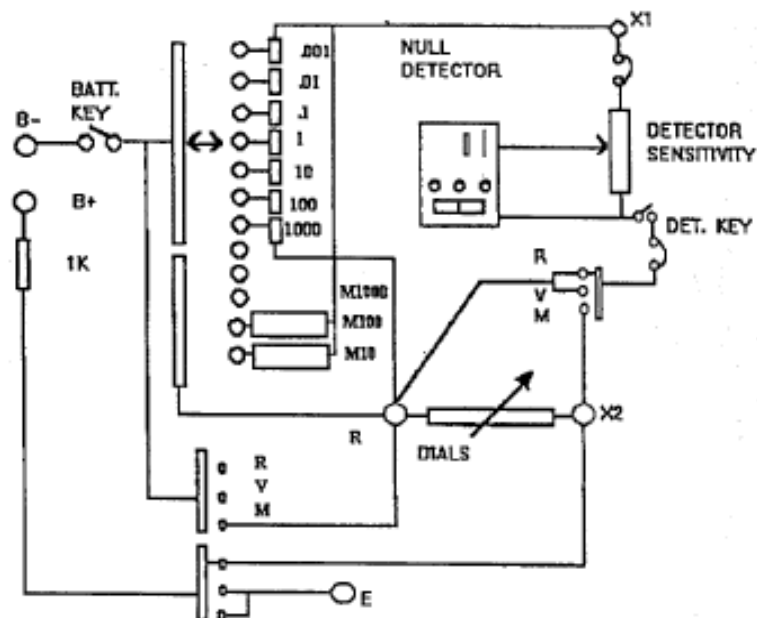 X1
NULL
DETECTOR
.001
.01
BATT.
KEY
.1
DETECTOR
SENSITIVITY
B-
1
10
B+
100
DET. KEY
1000
1K
R
M1000
V
M100
M
M10
X2
R
DIALS
R
V
M
E